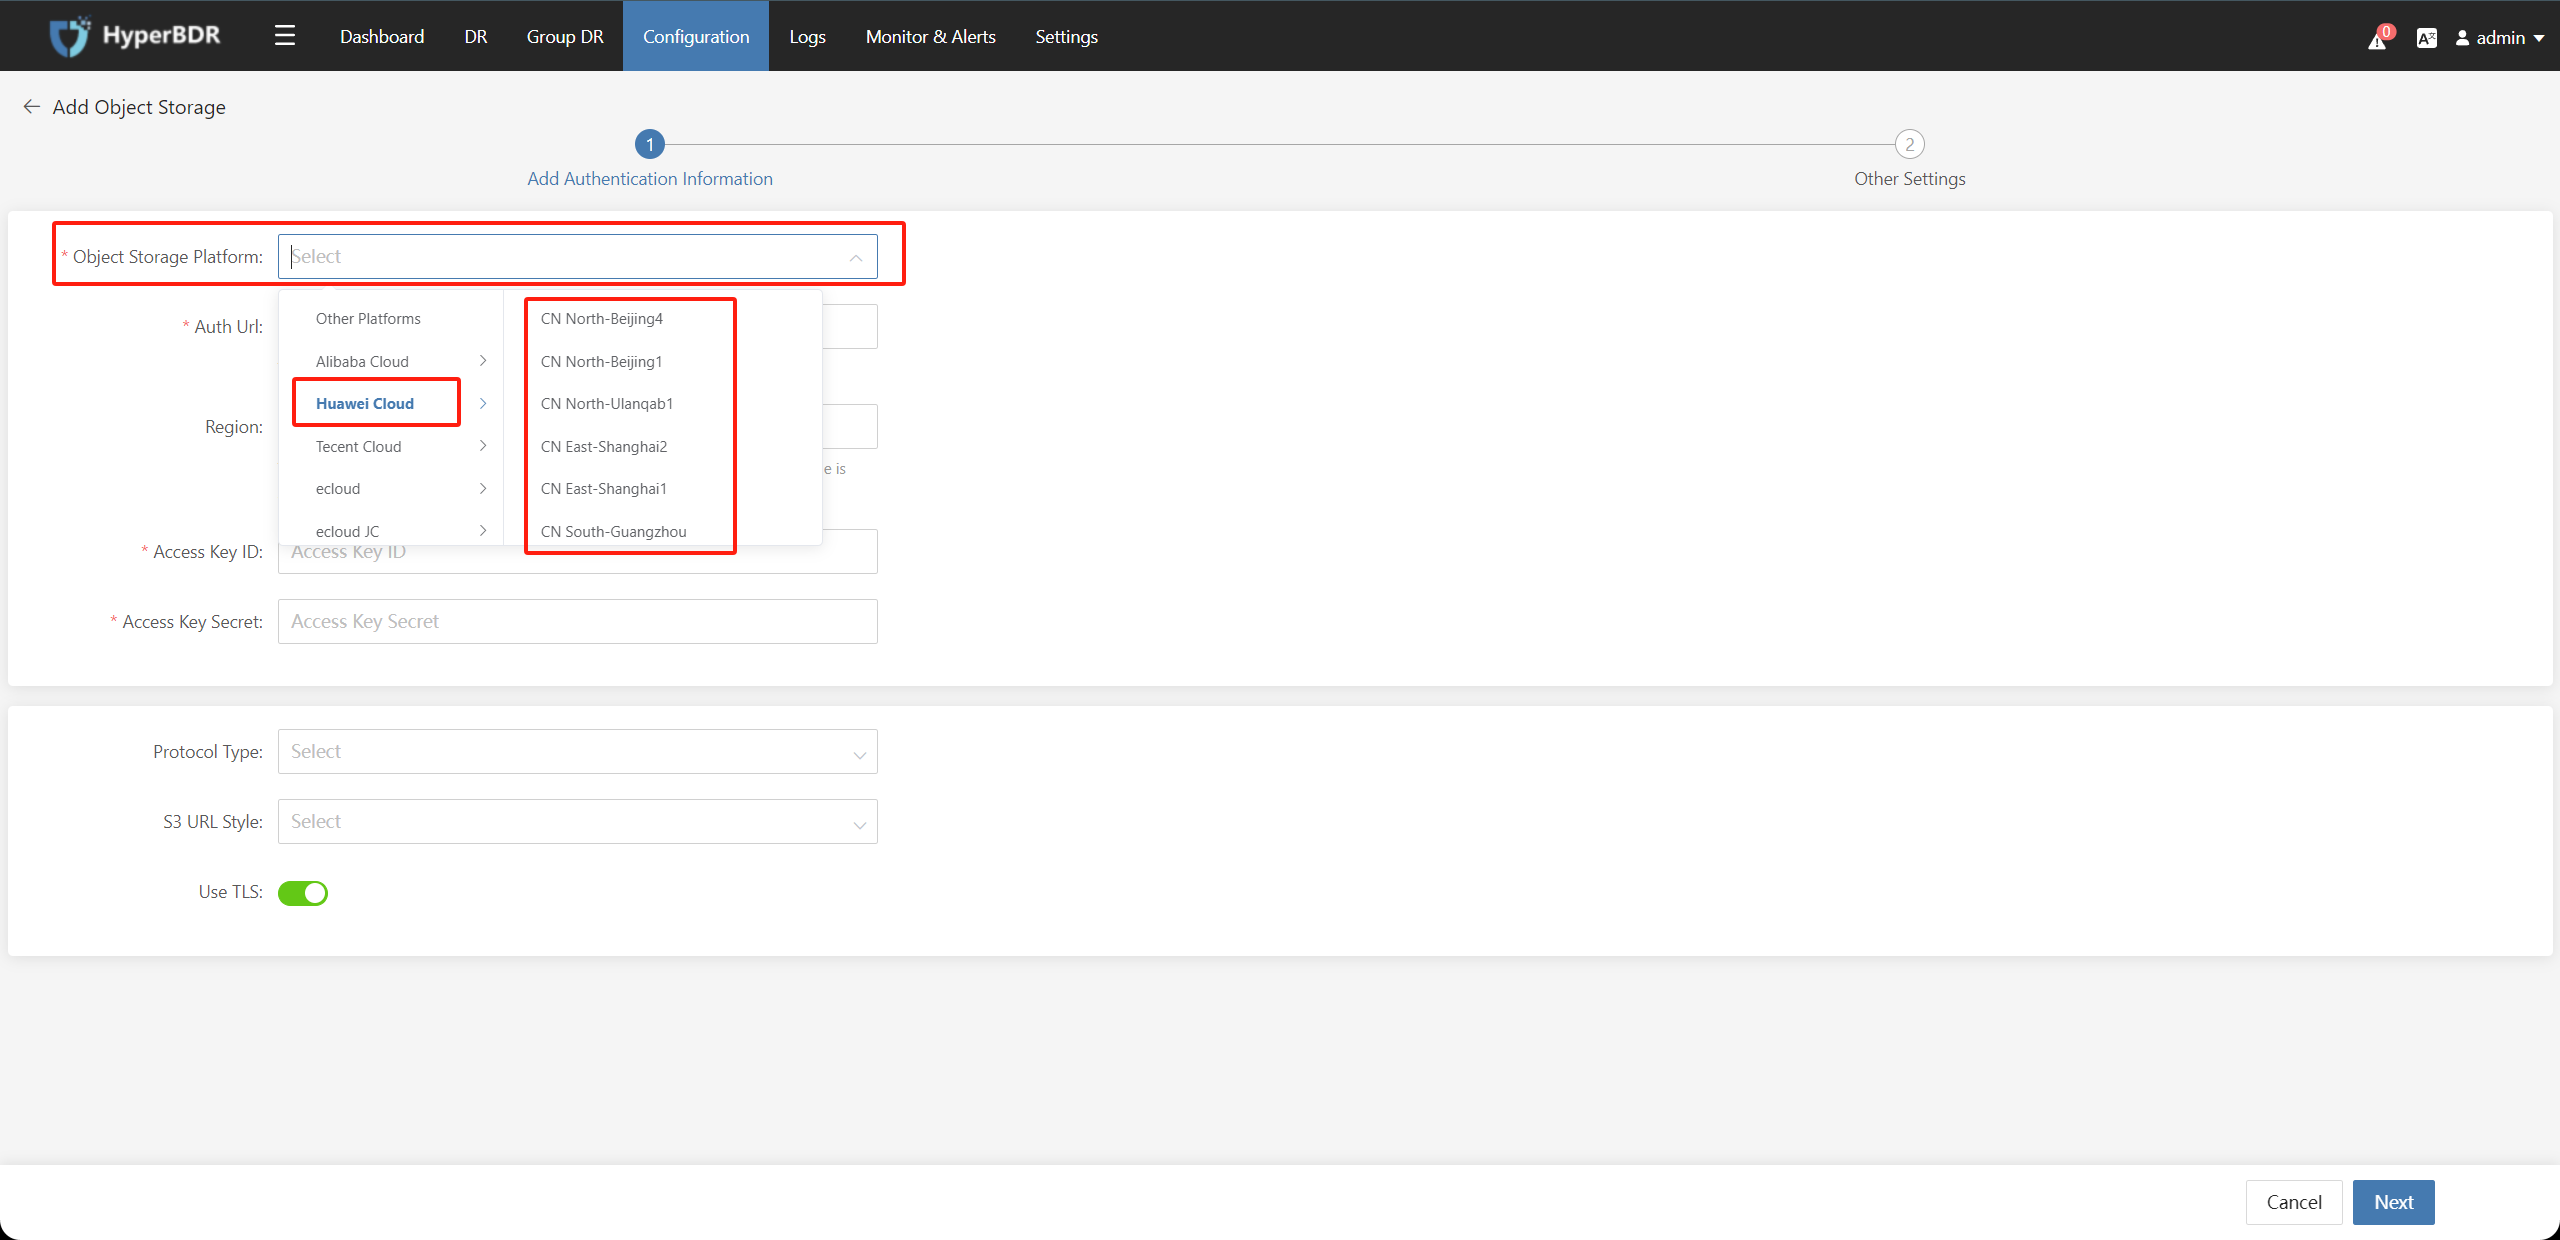 HyperBDR
Dashboard DR Group DR Configuration Logs Monitor & Alerts Settings
0 admin
Add Object Storage
1 2
Add Authentication Information Other Settings
* Object Storage Platform: Select
Other Platforms CN North-Beijing4
* Auth Url:
Alibaba Cloud CN North-Beijing1
Huawei Cloud CN North-Ulanqab1
Region:
Tecent Cloud CN East-Shanghai2
e is
ecloud CN East-Shanghai1
ecloud JC CN South-Guangzhou
* Access Key ID: Access Key ID
* Access Key Secret: Access Key Secret
Protocol Type: Select
S3 URL Style: Select
Use TLS:
Cancel Next